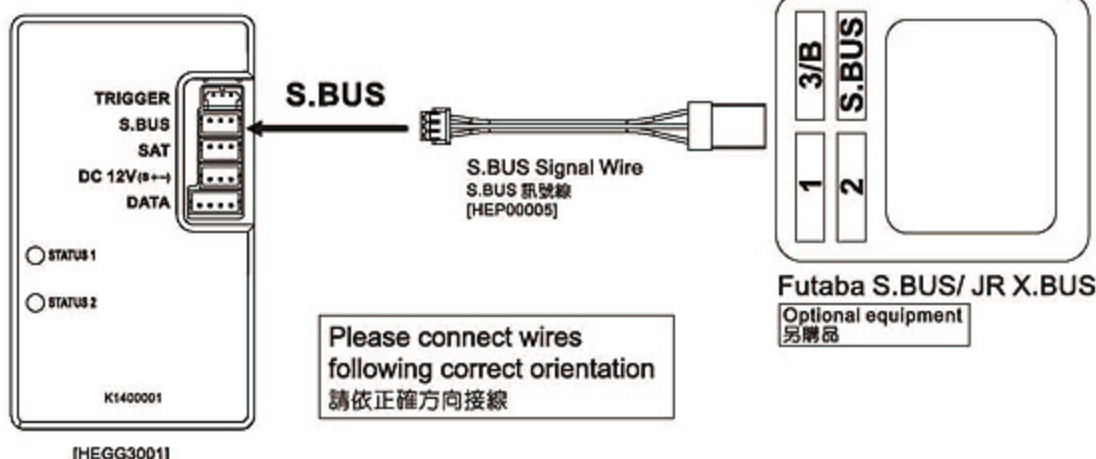 TRIGGER
S.BUS
SAT
DC 12V(s+-)
DATA
STATUS 1
STATUS 2
K1400001
[HEGG3001]
S.BUS
S.BUS Signal Wire
S.BUS 訊號線
[HEP00005]
Please connect wires
following correct orientation
請依正確方向接線
3/B
S.BUS
1
2
Futaba S.BUS/ JR X.BUS
Optional equipment
另購品